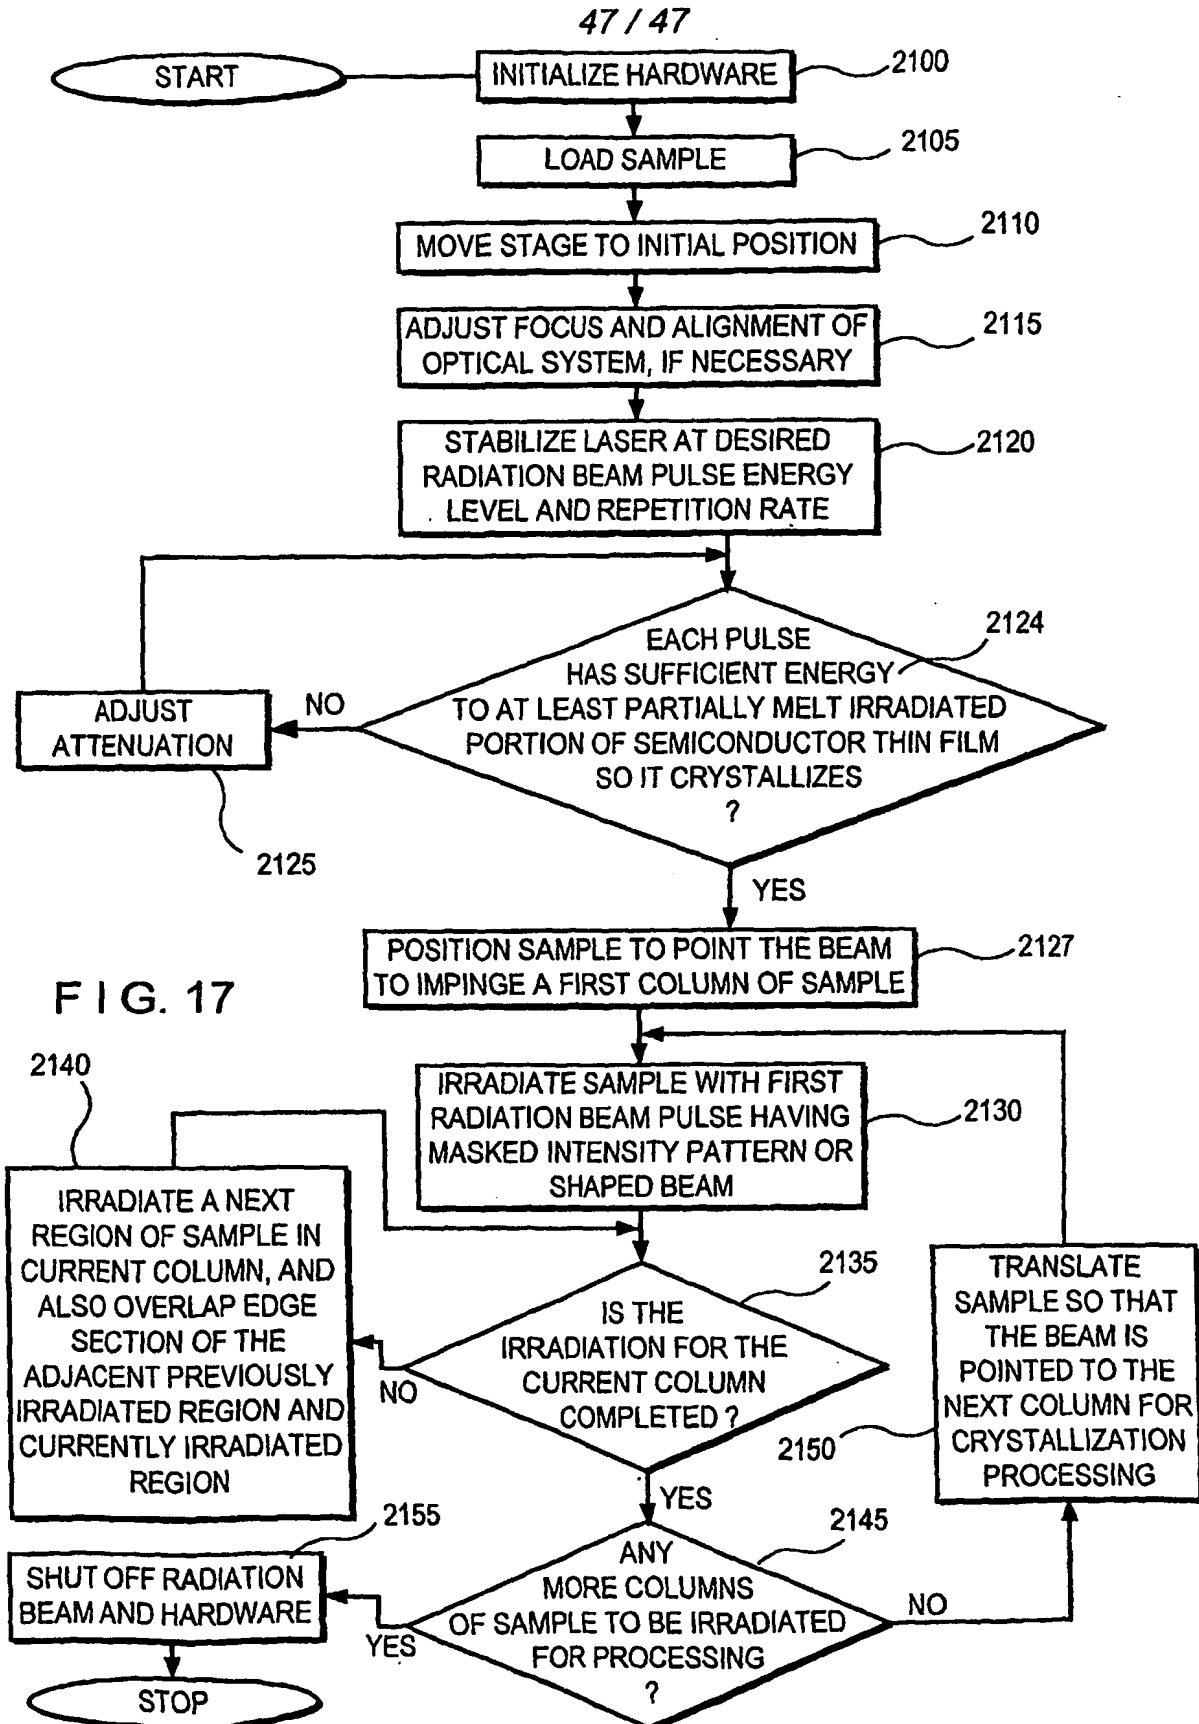 47 / 47
START
INITIALIZE HARDWARE
2100
LOAD SAMPLE
2105
MOVE STAGE TO INITIAL POSITION
2110
ADJUST FOCUS AND ALIGNMENT OF
OPTICAL SYSTEM, IF NECESSARY
2115
STABILIZE LASER AT DESIRED
RADIATION BEAM PULSE ENERGY
LEVEL AND REPETITION RATE
2120
EACH PULSE
HAS SUFFICIENT ENERGY
TO AT LEAST PARTIALLY MELT IRRADIATED
PORTION OF SEMICONDUCTOR THIN FILM
SO IT CRYSTALLIZES
?
2124
NO
ADJUST
ATTENUATION
2125
YES
POSITION SAMPLE TO POINT THE BEAM
TO IMPINGE A FIRST COLUMN OF SAMPLE
2127
FIG. 17
IRRADIATE SAMPLE WITH FIRST
RADIATION BEAM PULSE HAVING
MASKED INTENSITY PATTERN OR
SHAPED BEAM
2130
2140
IRRADIATE A NEXT
REGION OF SAMPLE IN
CURRENT COLUMN, AND
ALSO OVERLAP EDGE
SECTION OF THE
ADJACENT PREVIOUSLY
IRRADIATED REGION AND
CURRENTLY IRRADIATED
REGION
2135
IS THE
IRRADIATION FOR THE
CURRENT COLUMN
COMPLETED ?
NO
YES
TRANSLATE
SAMPLE SO THAT
THE BEAM IS
POINTED TO THE
NEXT COLUMN FOR
CRYSTALLIZATION
PROCESSING
2150
2145
ANY
MORE COLUMNS
OF SAMPLE TO BE IRRADIATED
FOR PROCESSING
?
NO
YES
2155
SHUT OFF RADIATION
BEAM AND HARDWARE
STOP